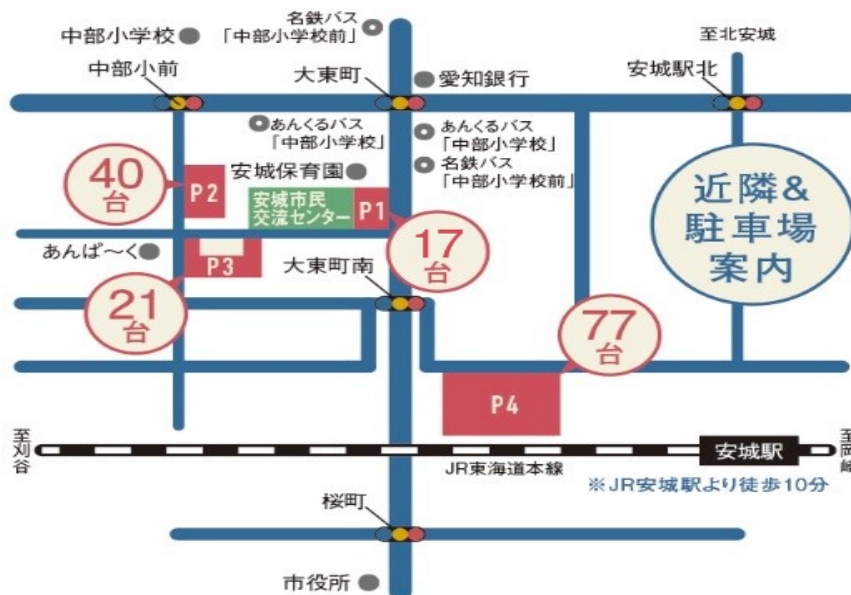 名鉄バス
「中部小学校前」
中部小学校
至北安城
中部小前
大東町
愛知銀行
安城駅北
あんくるバス
「中部小学校」
あんくるバス
「中部小学校」
名鉄バス
「中部小学校前」
安城保育園
40
台
P2
安城市民
交流センター
P1
近隣&
駐車場
案内
あんぱ〜く
P3
17
台
大東町南
21
台
77
台
P4
至刈谷
至岡崎
安城駅
JR東海道本線
※JR安城駅より徒歩10分
桜町
市役所